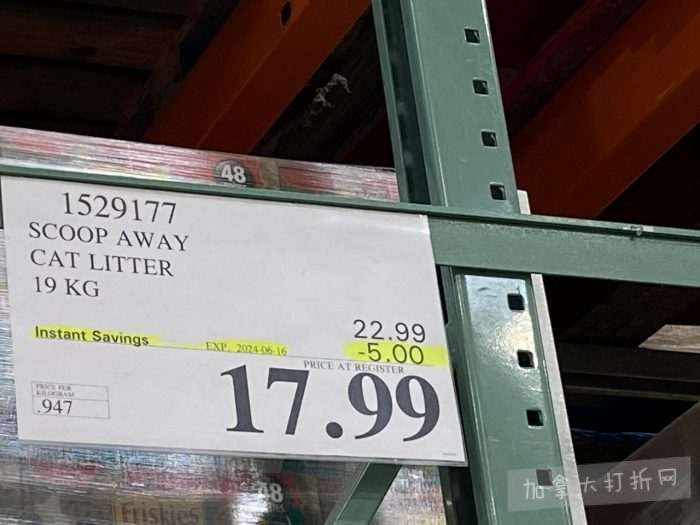 48
1529177
SCOOP AWAY
CAT LITTER
19 KG
22.99
Instant Savings EXP. 2024-06-16 -5.00
PRICE AT REGISTER
17.99
PRICE PER
KILOGRAM
.947
48
Friskies
加拿大打折网